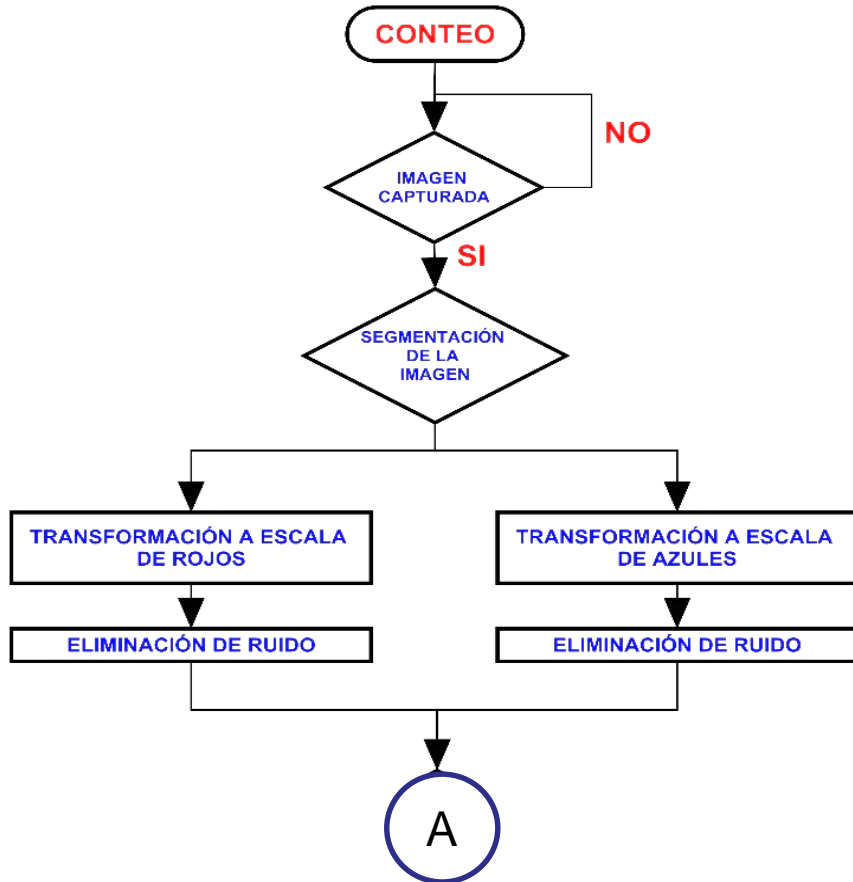 CONTEO
NO
IMAGEN
CAPTURADA
SI
SEGMENTACIÓN
DE LA
IMAGEN
TRANSFORMACIÓN A ESCALA
DE ROJOS
TRANSFORMACIÓN A ESCALA
DE AZULES
ELIMINACIÓN DE RUIDO
ELIMINACIÓN DE RUIDO
A